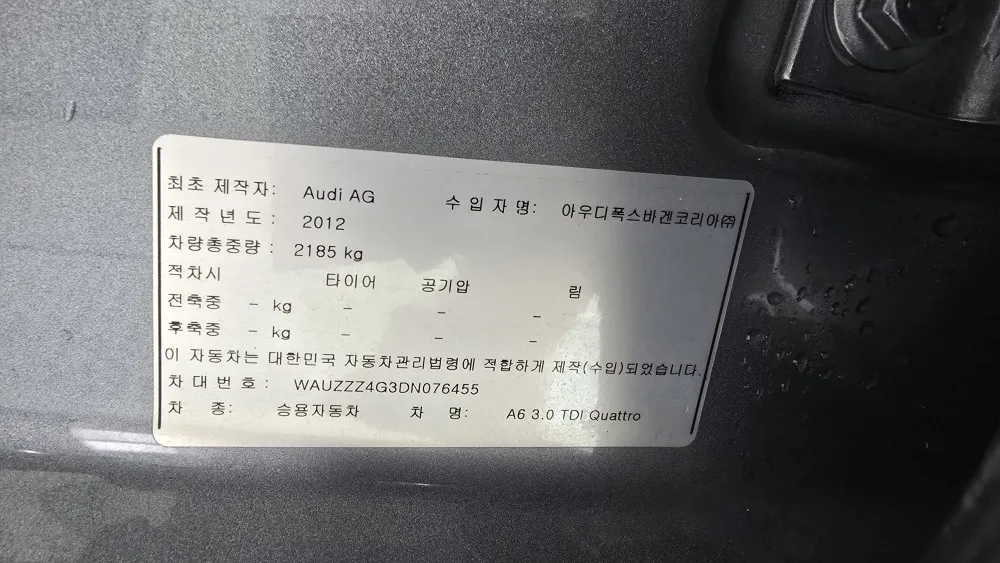 최초 제작자: Audi AG 수 입 자 명: 아우디폭스바겐코리아㈜
제 작 년 도 : 2012
차량총중량 : 2185 kg
적차시 타이어 공기압 림
전축중 - kg - - -
후축중 - kg - - -
이 자동차는 대한민국 자동차관리법령에 적합하게 제작(수입)되었습니다.
차 대 번 호 : WAUZZZ4G3DN076455
차 종: 승용자동차 차 명: A6 3.0 TDI Quattro